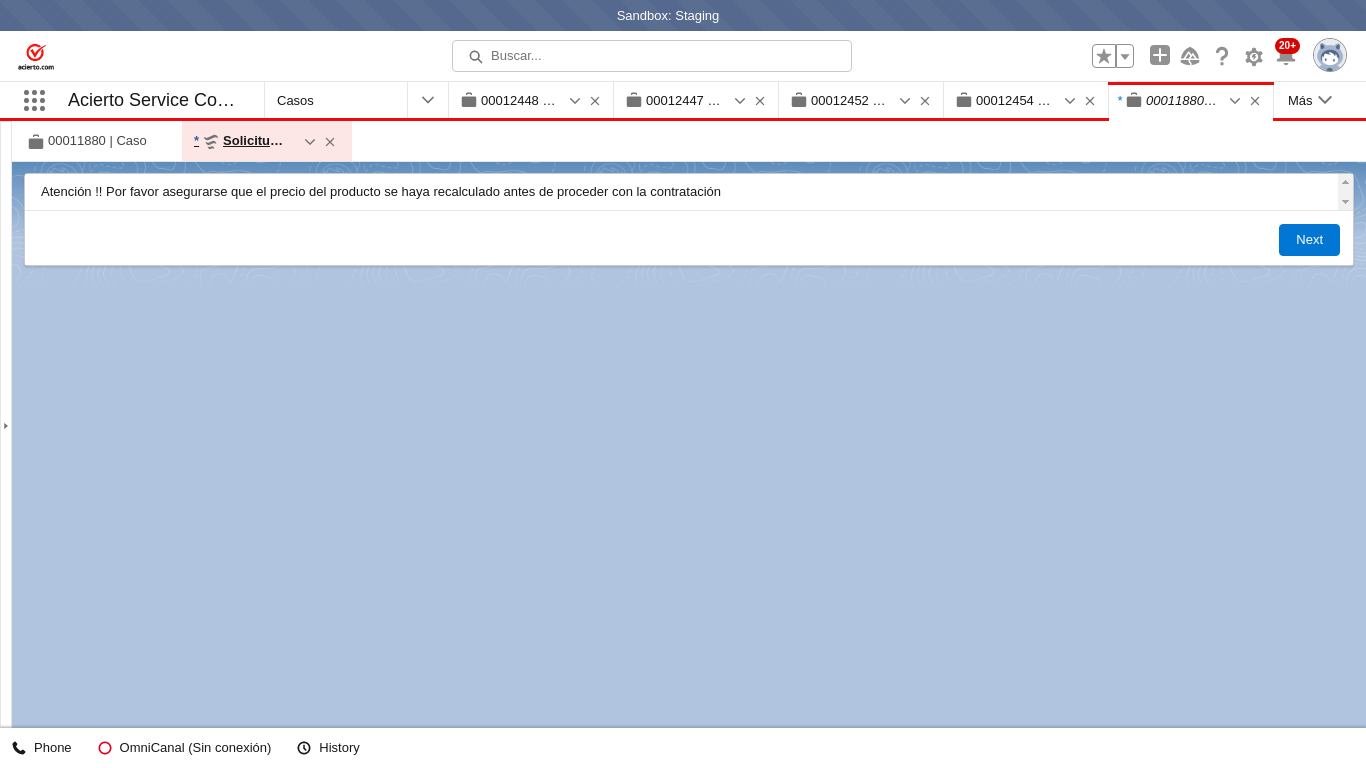 Sandbox: Staging
acierto.com
Buscar...
20+
Acierto Service Co…
Casos
00012448 …
00012447 …
00012452 …
00012454 …
* 00011880…
Más
00011880 | Caso
* Solicitu…
Atención !! Por favor asegurarse que el precio del producto se haya recalculado antes de proceder con la contratación
Next
Phone
OmniCanal (Sin conexión)
History